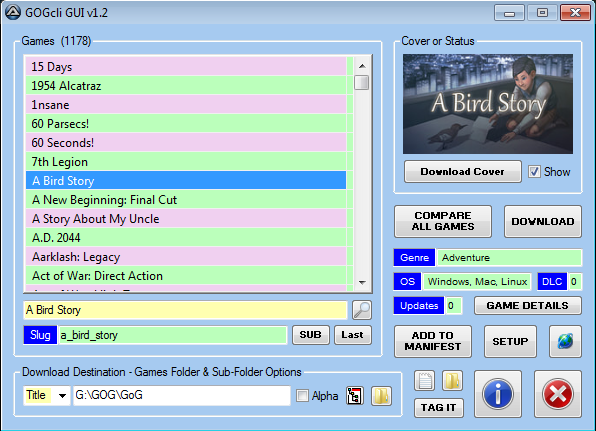 GOGcli GUI v1.2
Games (1178)
15 Days
1954 Alcatraz
1nsane
60 Parsecs!
60 Seconds!
7th Legion
A Bird Story
A New Beginning: Final Cut
A Story About My Uncle
A.D. 2044
Aarklash: Legacy
Act of War: Direct Action
A Bird Story
Slug a_bird_story SUB Last
Cover or Status
A Bird Story
Download Cover Show
COMPARE
ALL GAMES
DOWNLOAD
Genre Adventure
OS Windows, Mac, Linux DLC 0
Updates 0 GAME DETAILS
ADD TO
MANIFEST
SETUP
Download Destination - Games Folder & Sub-Folder Options
Title G:\GOG\GoG Alpha
TAG IT